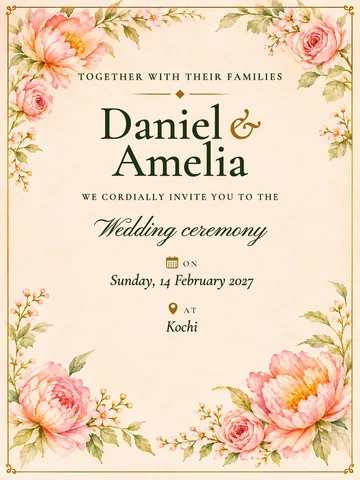 TOGETHER WITH THEIR FAMILIES
Daniel &
Amelia
WE CORDIALLY INVITE YOU TO THE
Wedding ceremony
ON
Sunday, 14 February 2027
AT
Kochi